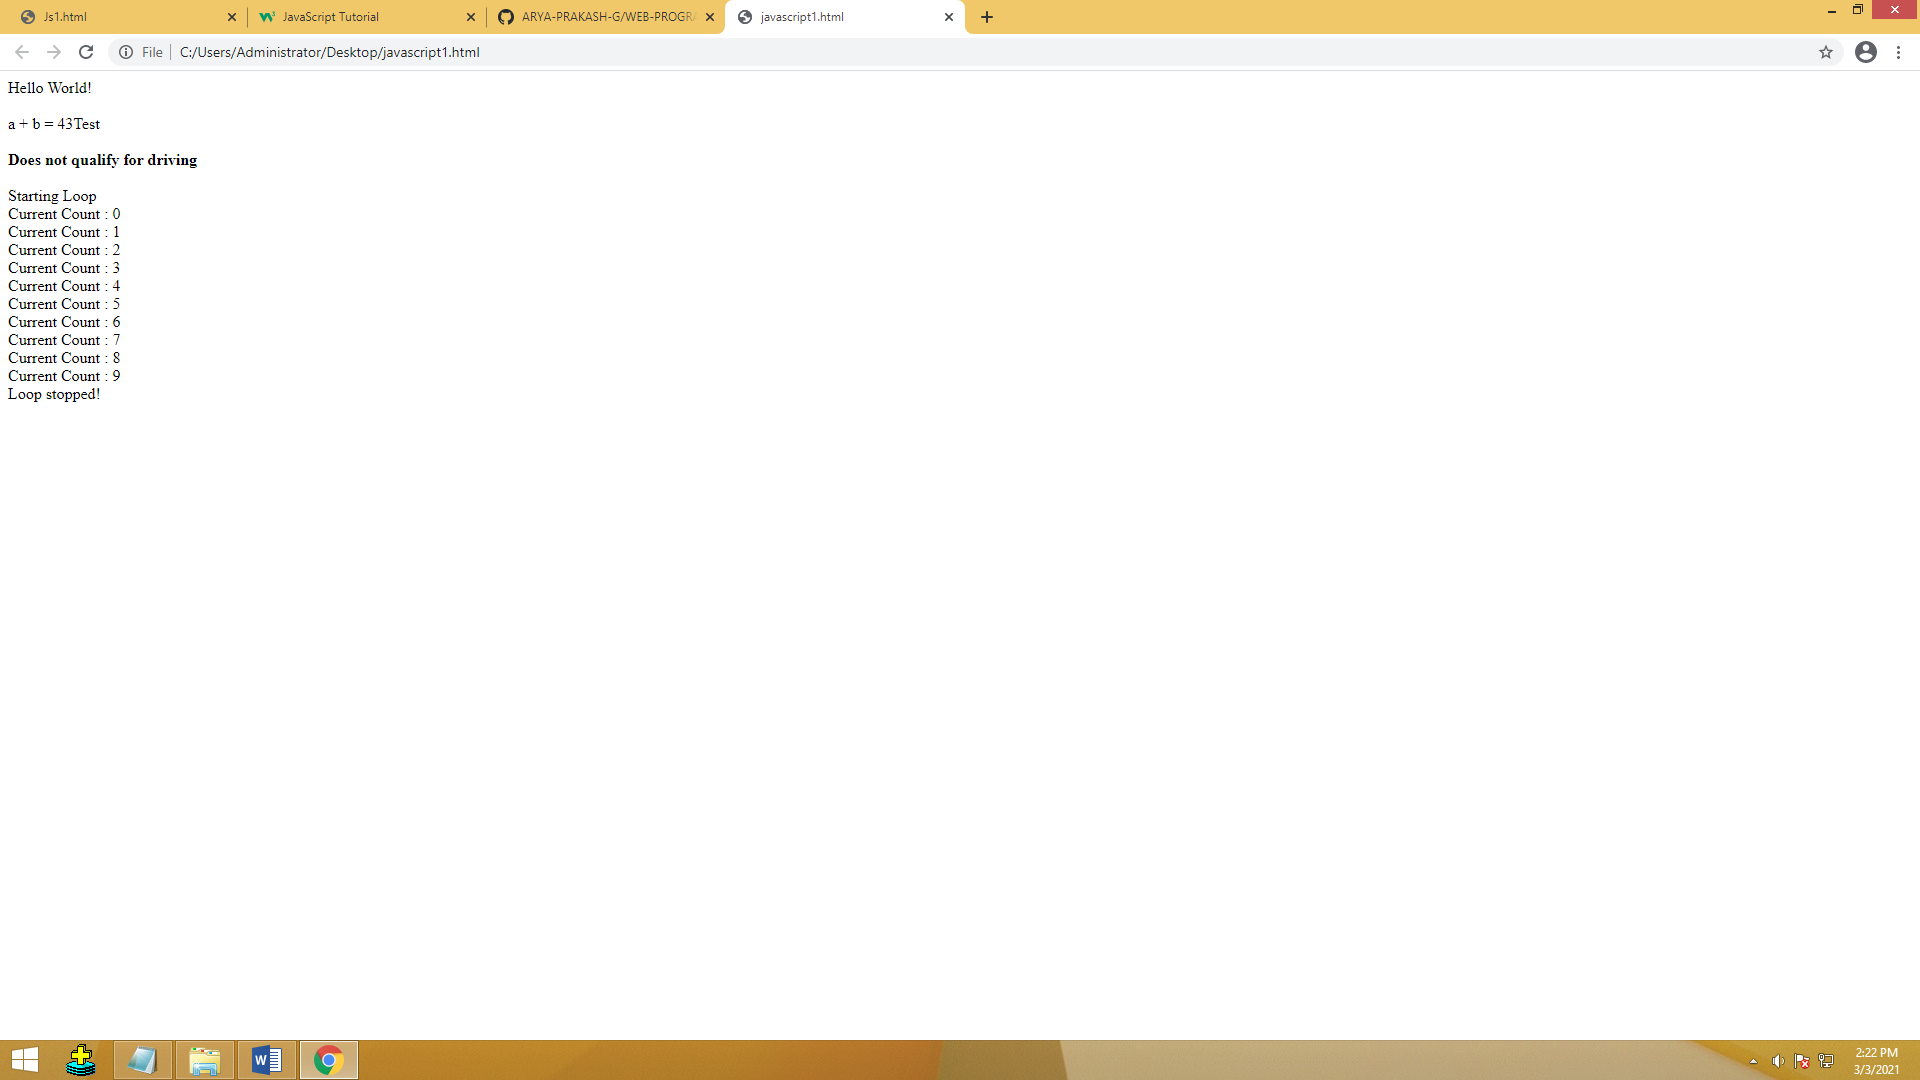 Js1.html
JavaScript Tutorial
ARYA-PRAKASH-G/WEB-PROGRA
javascript1.html
File
C:/Users/Administrator/Desktop/javascript1.html
Hello World!
a + b = 43Test
Does not qualify for driving
Starting Loop
Current Count : 0
Current Count : 1
Current Count : 2
Current Count : 3
Current Count : 4
Current Count : 5
Current Count : 6
Current Count : 7
Current Count : 8
Current Count : 9
Loop stopped!
2:22 PM
3/3/2021